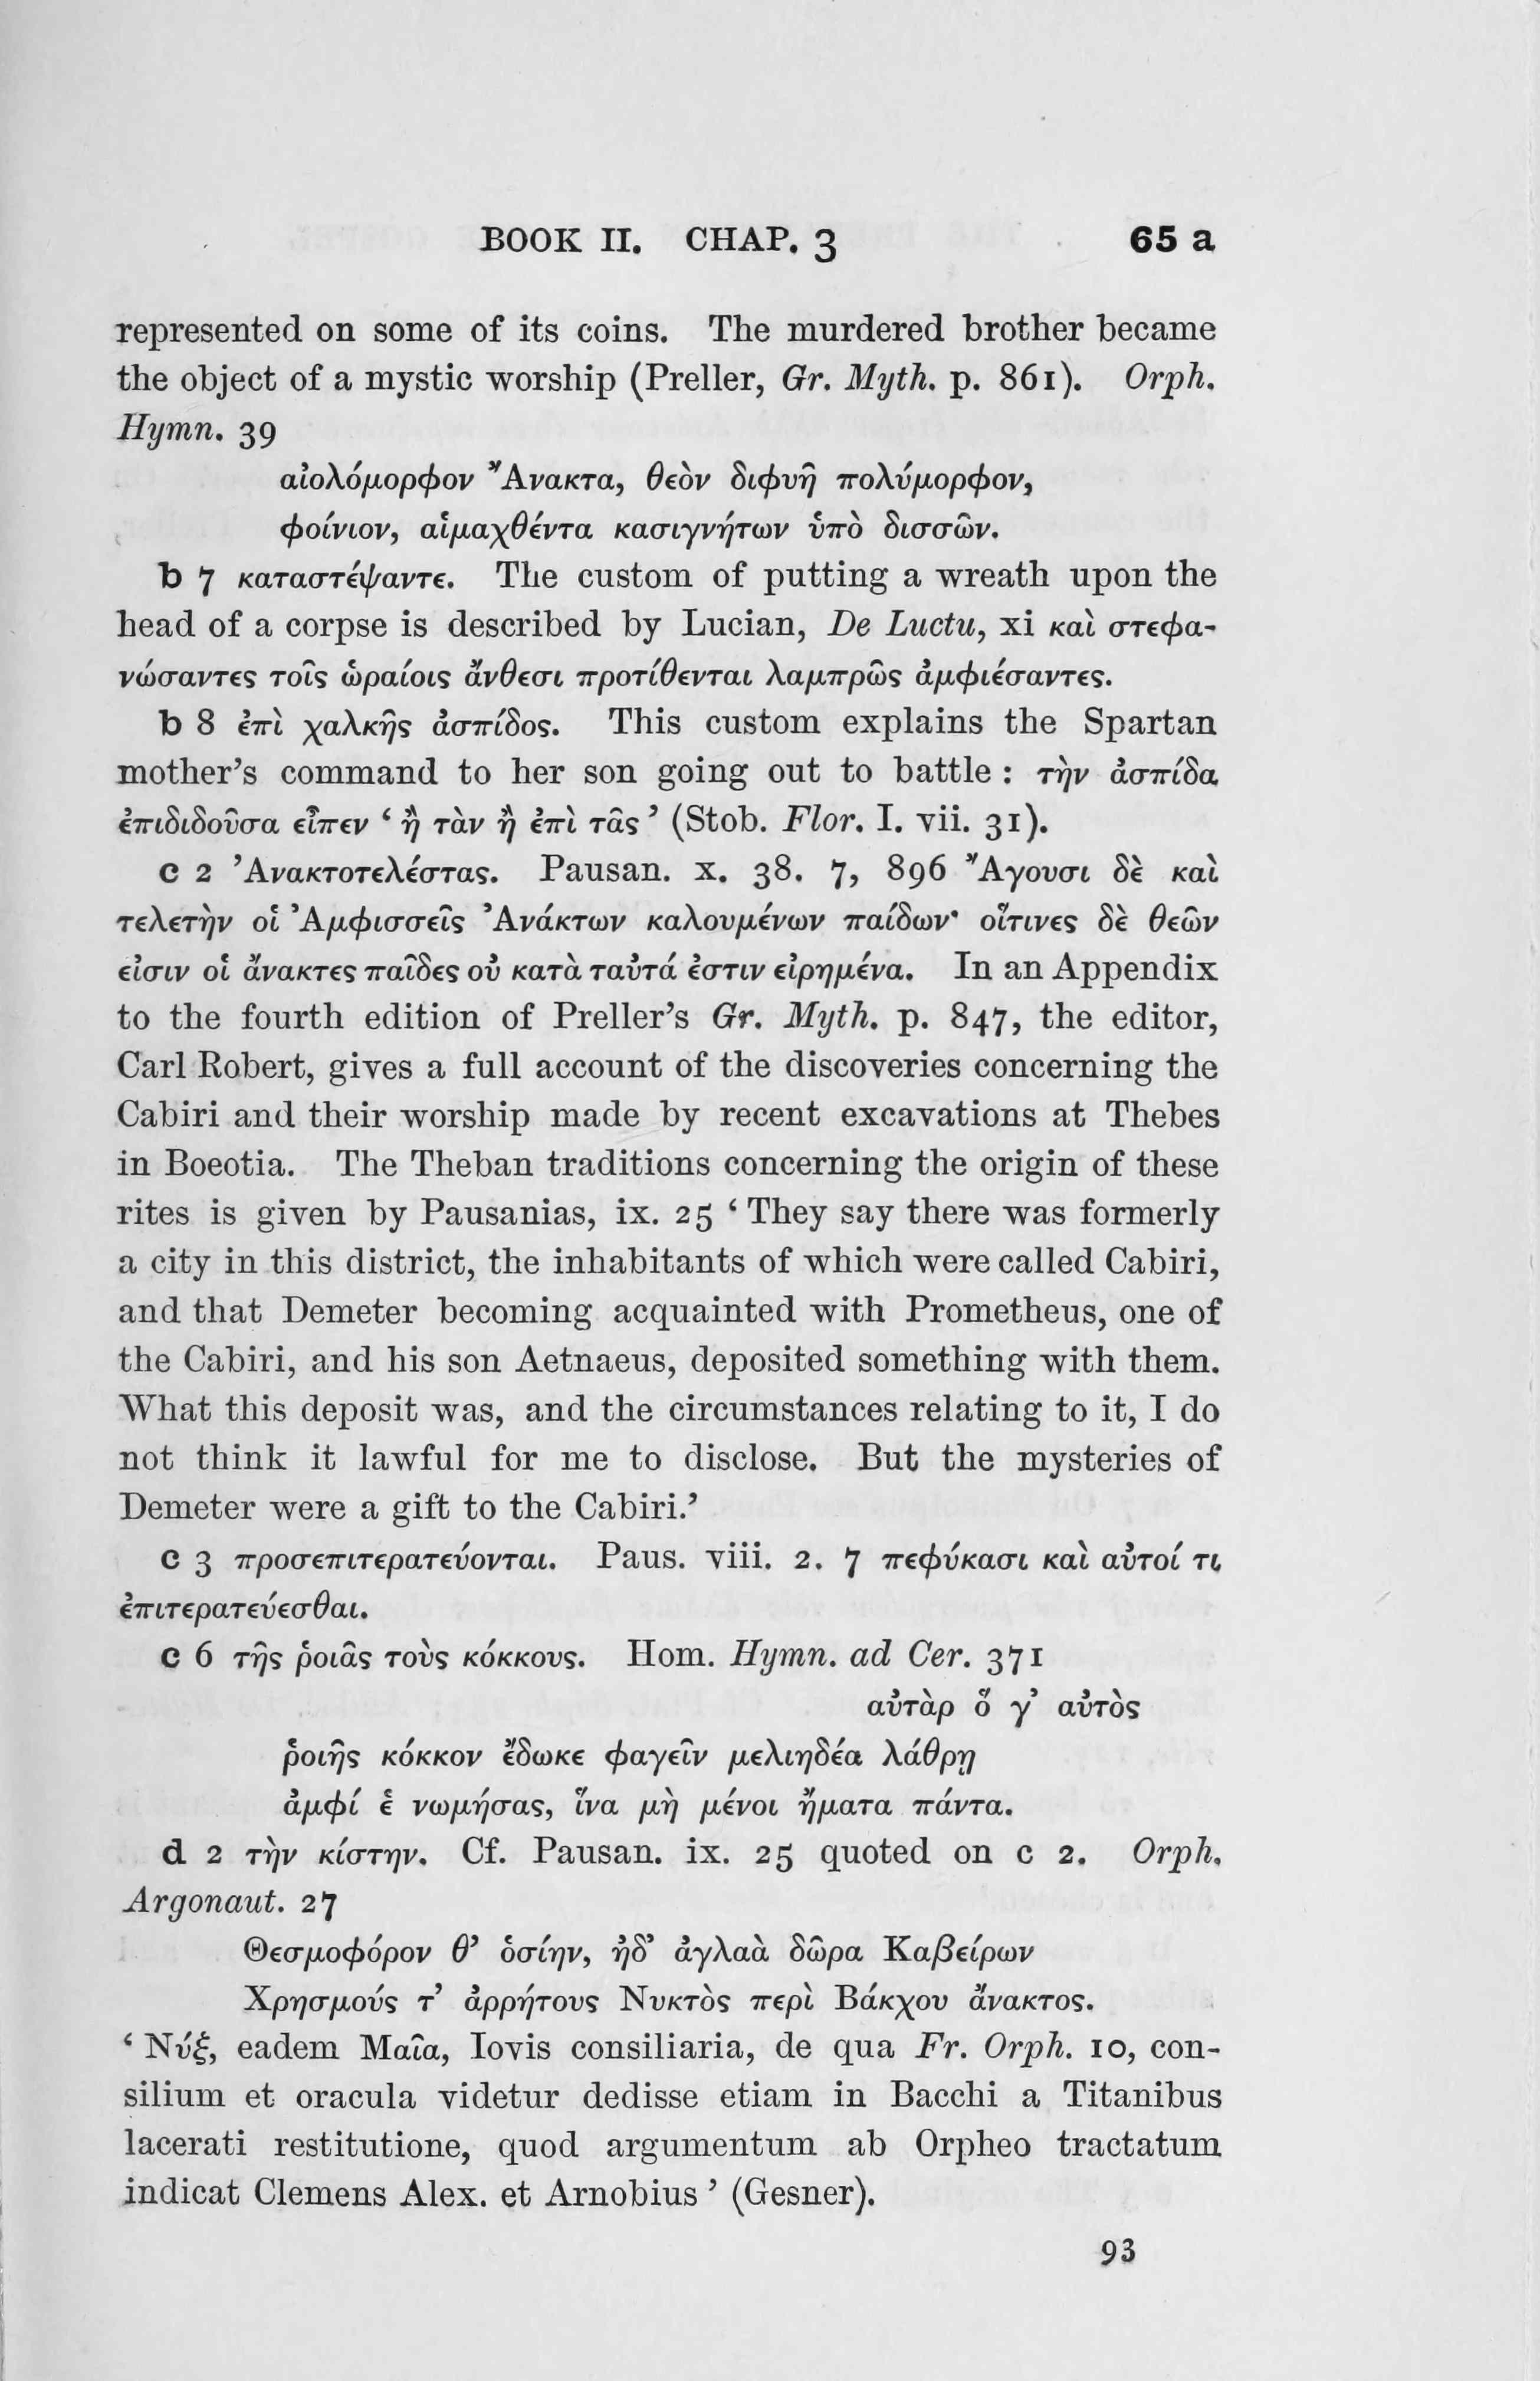 BOOK II. CHAP. 3 65 a
represented on some of its coins. The murdered brother became
the object of a mystic worship (Preller, Gr. Myth. p. 861). Orph.
Hymn. 39
αἰολόμορφον Ἄνακτα, θεὸν διφυῆ πολύμορφον,
φοίνιον, αἱμαχθέντα κασιγνήτων ὑπὸ δισσῶν.
b 7 καταστέψαντε. The custom of putting a wreath upon the
head of a corpse is described by Lucian, De Luctu, xi καὶ στεφα-
νώσαντες τοῖς ὡραίοις ἄνθεσι προτίθενται λαμπρῶς ἀμφιέσαντες.
b 8 ἐπὶ χαλκῆς ἀσπίδος. This custom explains the Spartan
mother's command to her son going out to battle : τὴν ἀσπίδα
ἐπιδιδοῦσα εἶπεν ‘ ἢ τὰν ἢ ἐπὶ τᾶς ’ (Stob. Flor. I. vii. 31).
c 2 Ἀνακτοτελέστας. Pausan. x. 38. 7, 896 Ἄγουσι δὲ καὶ
τελετὴν οἱ Ἀμφισσεῖς Ἀνάκτων καλουμένων παίδων· οἵτινες δὲ θεῶν
εἰσιν οἱ ἄνακτες παῖδες οὐ κατὰ ταὐτά ἐστιν εἰρημένα. In an Appendix
to the fourth edition of Preller's Gr. Myth. p. 847, the editor,
Carl Robert, gives a full account of the discoveries concerning the
Cabiri and their worship made by recent excavations at Thebes
in Boeotia. The Theban traditions concerning the origin of these
rites is given by Pausanias, ix. 25 ‘ They say there was formerly
a city in this district, the inhabitants of which were called Cabiri,
and that Demeter becoming acquainted with Prometheus, one of
the Cabiri, and his son Aetnaeus, deposited something with them.
What this deposit was, and the circumstances relating to it, I do
not think it lawful for me to disclose. But the mysteries of
Demeter were a gift to the Cabiri.’
c 3 προσεπιτερατεύονται. Paus. viii. 2. 7 πεφύκασι καὶ αὐτοί τι
ἐπιτερατεύεσθαι.
c 6 τῆς ῥοιᾶς τοὺς κόκκους. Hom. Hymn. ad Cer. 371
αὐτὰρ ὅ γ’ αὐτὸς
ῥοιῆς κόκκον ἔδωκε φαγεῖν μελιηδέα λάθρῃ
ἀμφί ἑ νωμήσας, ἵνα μὴ μένοι ἤματα πάντα.
d 2 τὴν κίστην. Cf. Pausan. ix. 25 quoted on c 2. Orph.
Argonaut. 27
Θεσμοφόρον θ’ ὁσίην, ἠδ’ ἀγλαὰ δῶρα Καβείρων
Χρησμούς τ’ ἀρρήτους Νυκτὸς περὶ Βάκχου ἄνακτος.
‘ Νύξ, eadem Μαῖα, Iovis consiliaria, de qua Fr. Orph. 10, con-
silium et oracula videtur dedisse etiam in Bacchi a Titanibus
lacerati restitutione, quod argumentum ab Orpheo tractatum
indicat Clemens Alex. et Arnobius ’ (Gesner).
93